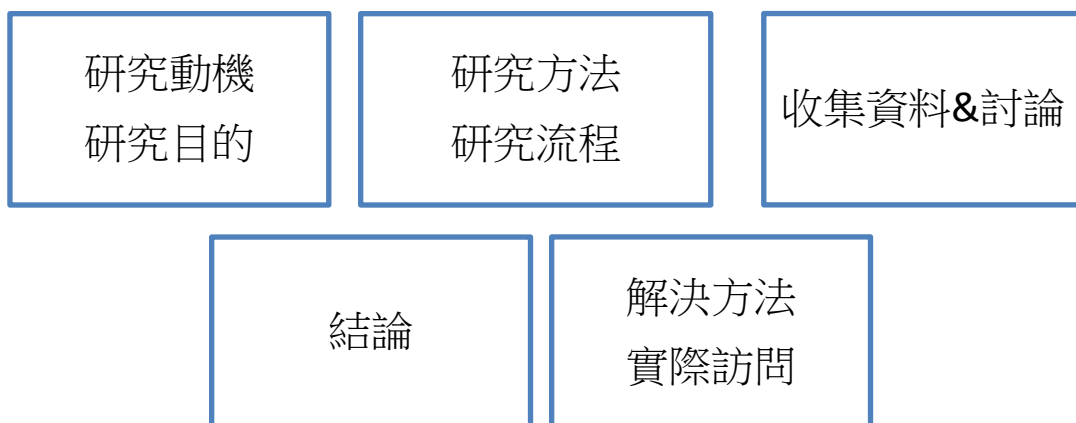 研究動機
研究目的
研究方法
研究流程
收集資料&討論
結論
解決方法
實際訪問